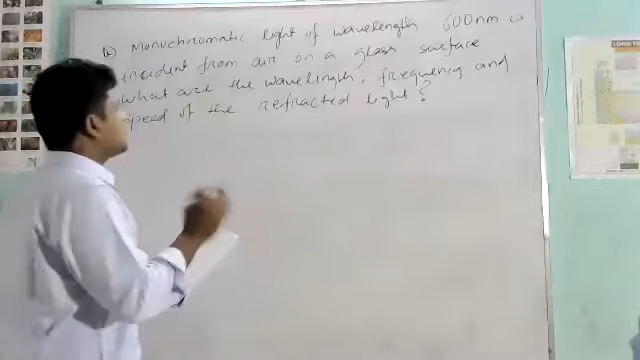 Monochromatic light of wavelength 600nm is
incident from air on a glass surface
what are the wavelength, frequency and
speed of the refracted light?